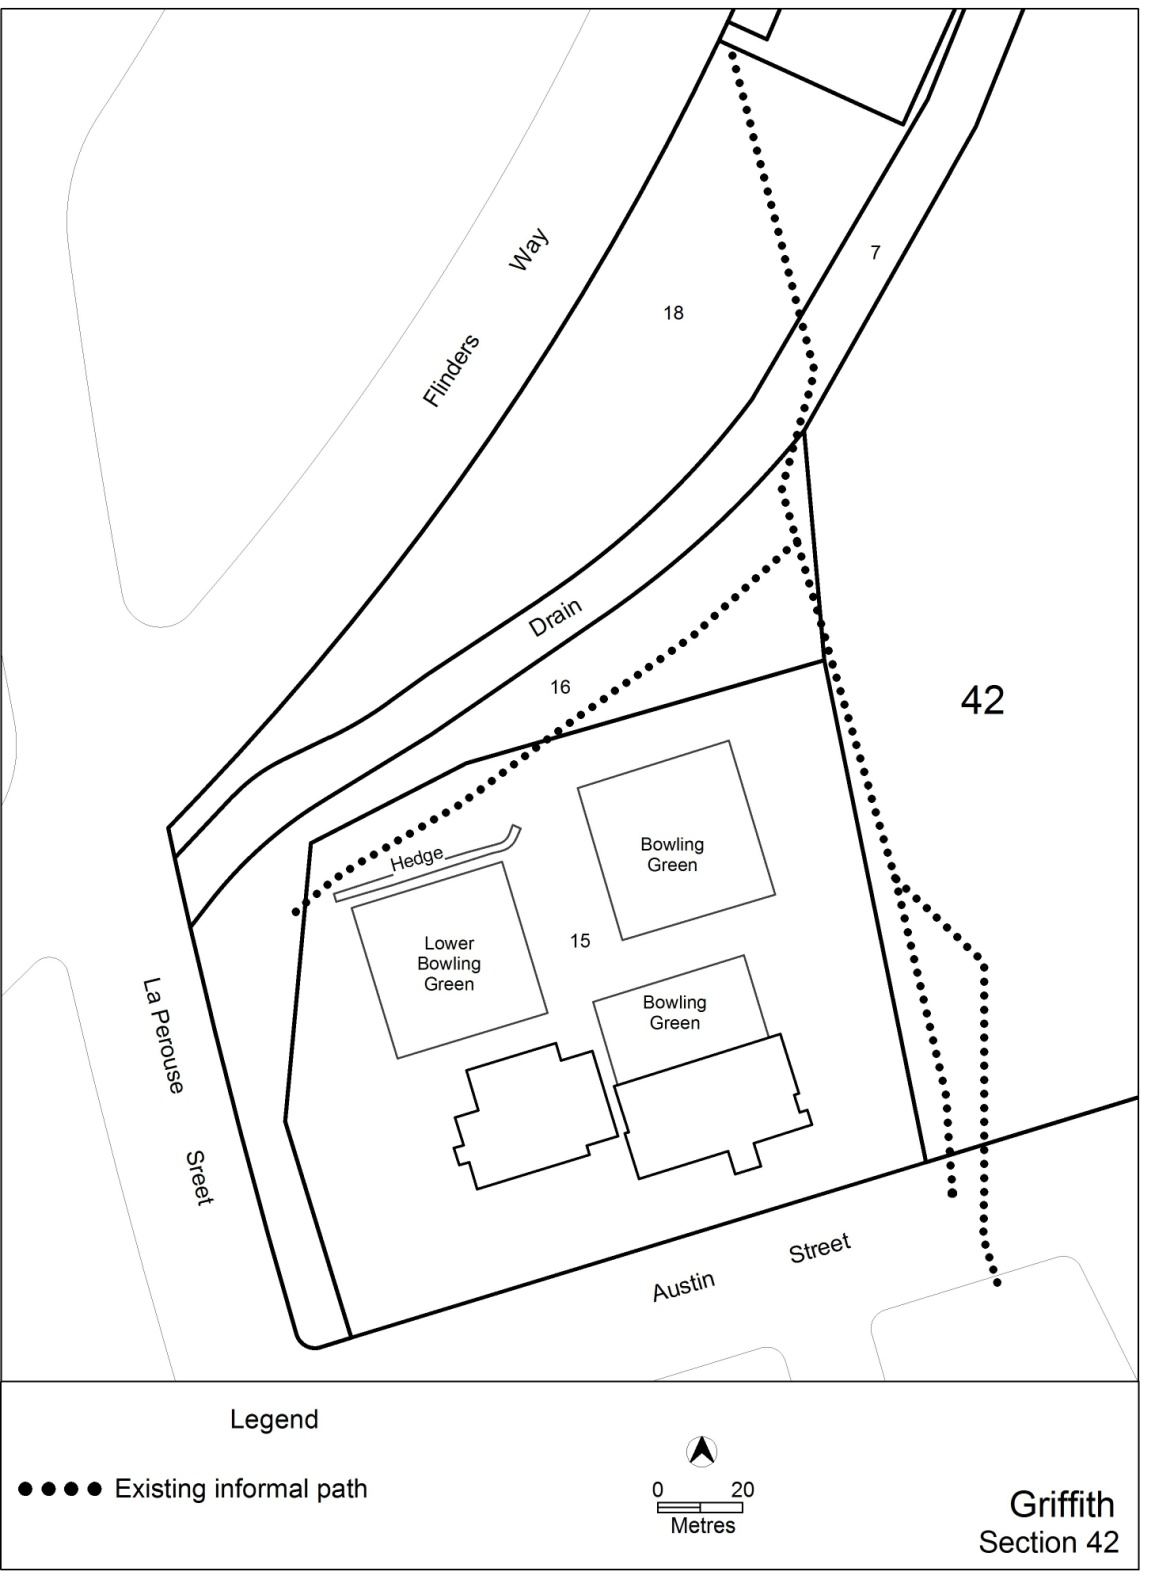 Way
7
18
Flinders
Drain
16
42
Bowling
Green
Hedge
15
Lower
Bowling
Green
Bowling
Green
La Perouse
Sreet
Street
Austin
Legend
Existing informal path
0 20
Metres
Griffith
Section 42